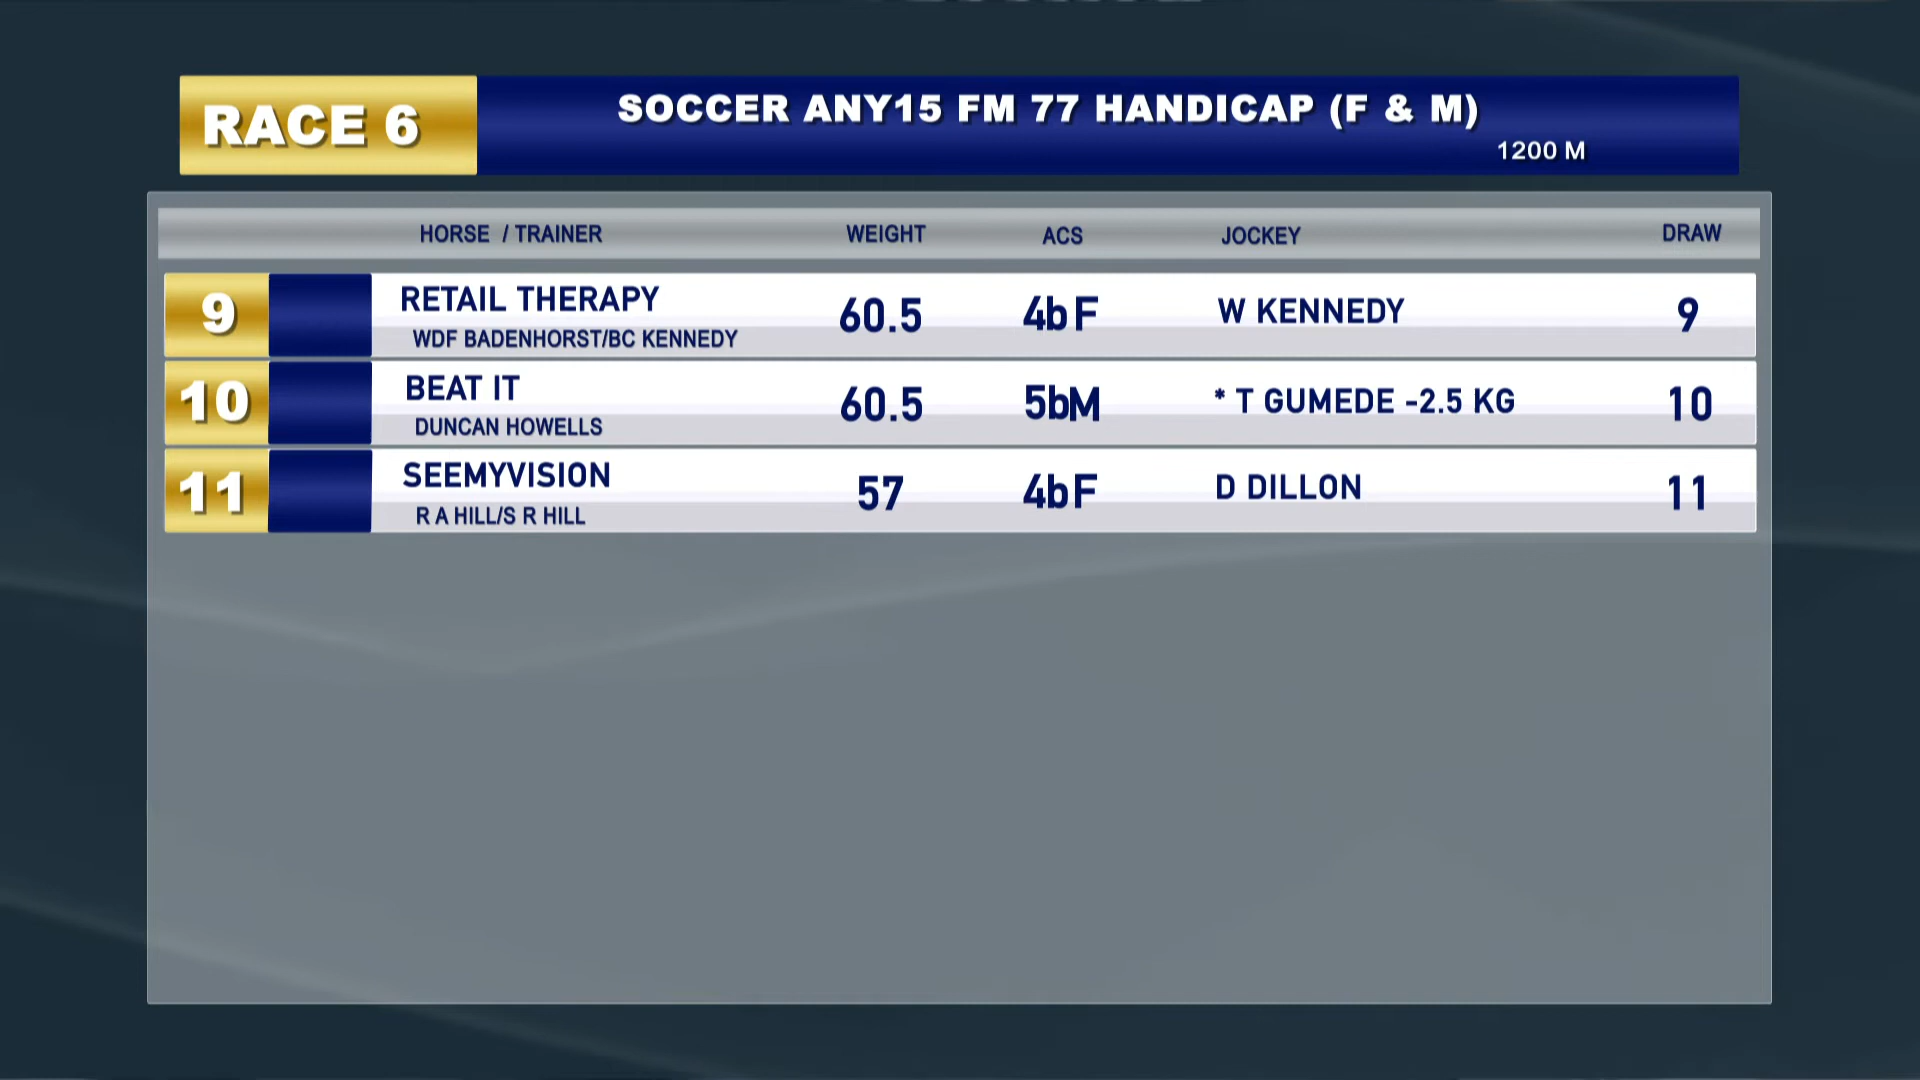 RACE 6
SOCCER ANY15 FM 77 HANDICAP (F & M)
1200 M
HORSE / TRAINER WEIGHT ACS JOCKEY DRAW
9 RETAIL THERAPY 60.5 4b F W KENNEDY 9
WDF BADENHORST/BC KENNEDY
10 BEAT IT 60.5 5bM * T GUMEDE -2.5 KG 10
DUNCAN HOWELLS
11 SEEMYVISION 57 4b F D DILLON 11
R A HILL/S R HILL